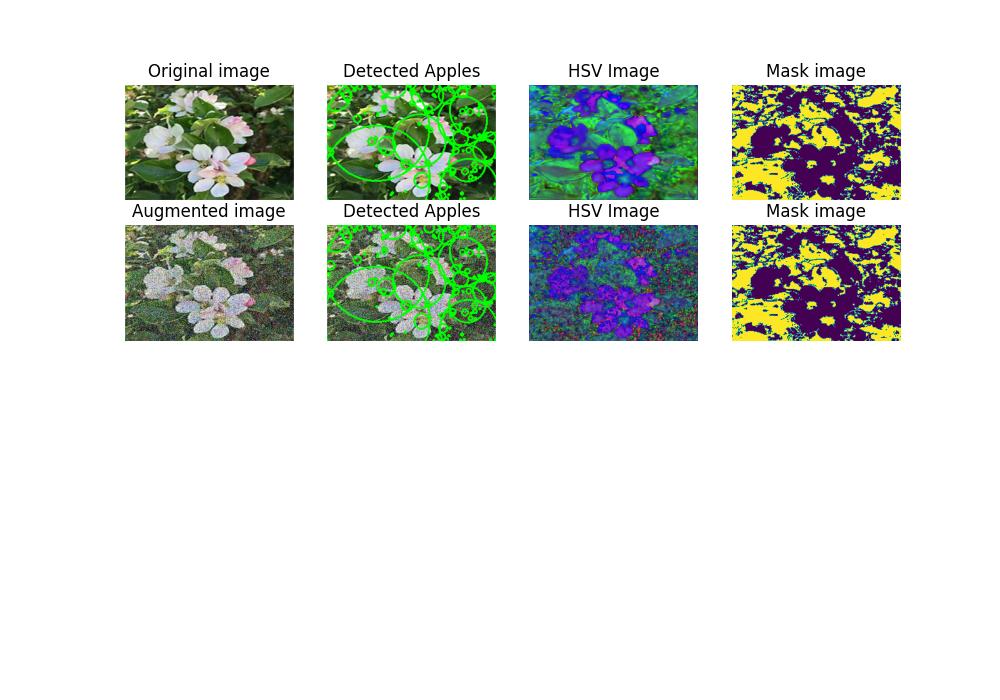 Original image
Detected Apples
HSV Image
Mask image
Augmented image
Detected Apples
HSV Image
Mask image